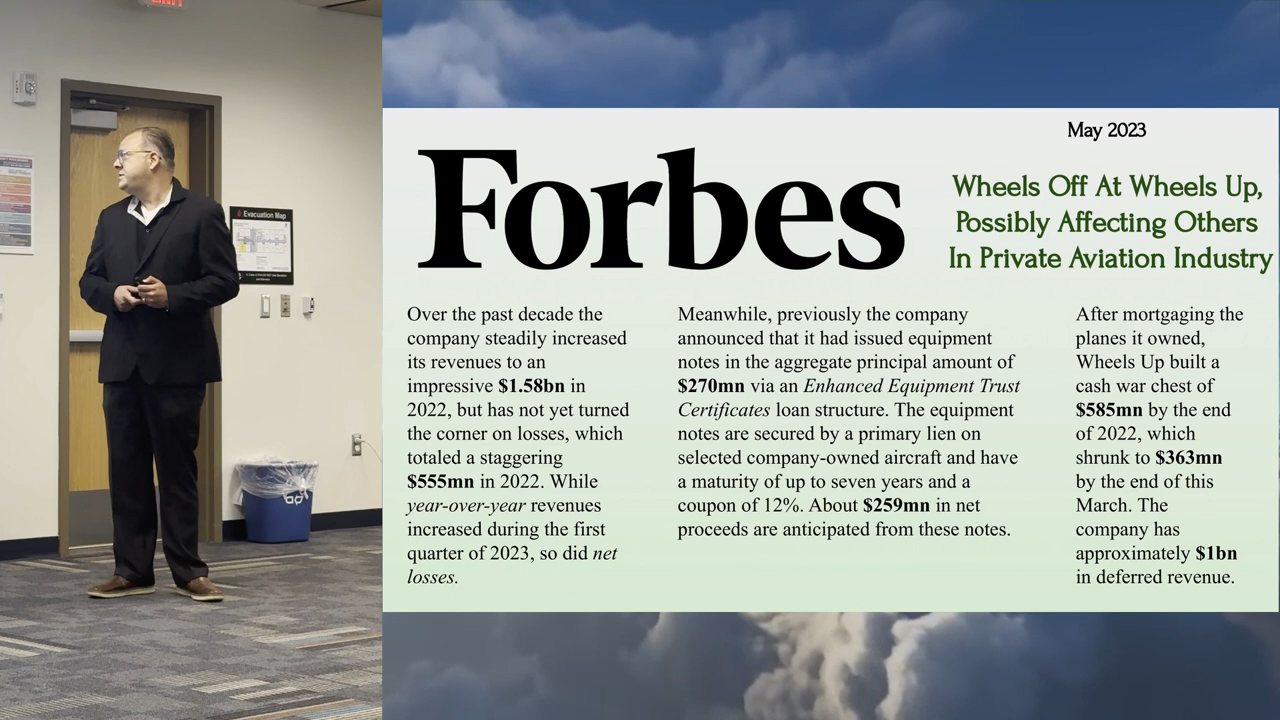 EXIT
Evacuation Map
Forbes
May 2023
Wheels Off At Wheels Up,
Possibly Affecting Others
In Private Aviation Industry
Over the past decade the
company steadily increased
its revenues to an
impressive $1.58bn in
2022, but has not yet turned
the corner on losses, which
totaled a staggering
$555mn in 2022. While
year-over-year revenues
increased during the first
quarter of 2023, so did net
losses.
Meanwhile, previously the company
announced that it had issued equipment
notes in the aggregate principal amount of
$270mn via an Enhanced Equipment Trust
Certificates loan structure. The equipment
notes are secured by a primary lien on
selected company-owned aircraft and have
a maturity of up to seven years and a
coupon of 12%. About $259mn in net
proceeds are anticipated from these notes.
After mortgaging the
planes it owned,
Wheels Up built a
cash war chest of
$585mn by the end
of 2022, which
shrunk to $363mn
by the end of this
March. The
company has
approximately $1bn
in deferred revenue.